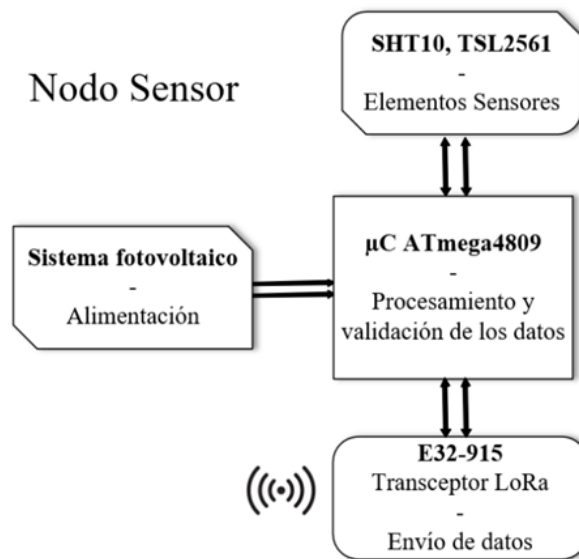 Nodo Sensor
SHT10, TSL2561
-
Elementos Sensores
Sistema fotovoltaico
-
Alimentación
µC ATmega4809
-
Procesamiento y
validación de los datos
E32-915
Transceptor LoRa
-
Envío de datos